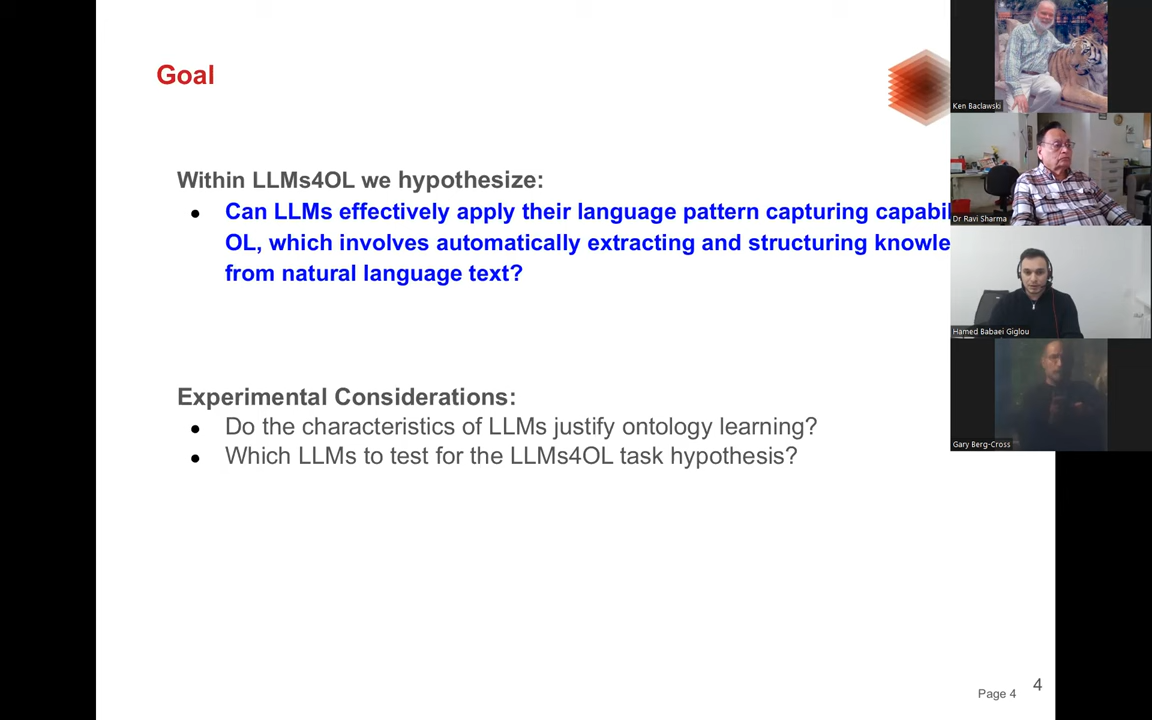 Goal
Within LLMs4OL we hypothesize:
● Can LLMs effectively apply their language pattern capturing
OL, which involves automatically extracting and structuring
from natural language text?
Experimental Considerations:
● Do the characteristics of LLMs justify ontology learning?
● Which LLMs to test for the LLMs4OL task hypothesis?
Page 4
4
Ken Baclawski
Dr Ravi Sharma
Hamed Babaei Giglou
Gary Berg-Cross